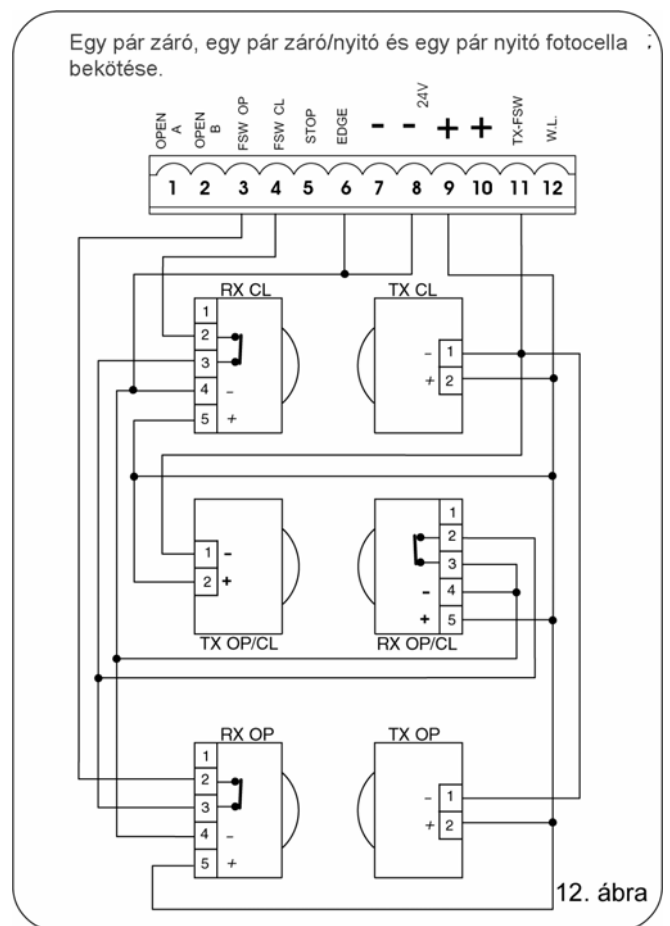 Egy pár záró, egy pár záró/nyitó és egy pár nyitó fotocella ;
bekötése.
OPEN A OPEN B FSW OP FSW CL STOP EDGE - - 24V + + TX-FSW W.L.
1 2 3 4 5 6 7 8 9 10 11 12
RX CL TX CL
1
2
3
4 -
5 +
- 1
+ 2
1 -
2 +
TX OP/CL
1
2
3
- 4
+ 5
RX OP/CL
RX OP TX OP
1
2
3
4 -
5 +
- 1
+ 2
12. ábra